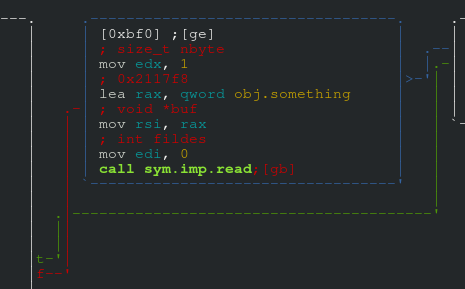 [0xbf0] ;[ge]
; size_t nbyte
mov edx, 1
; 0x2117f8
lea rax, qword obj.something
; void *buf
mov rsi, rax
; int fildes
mov edi, 0
call sym.imp.read;[gb]
t
f